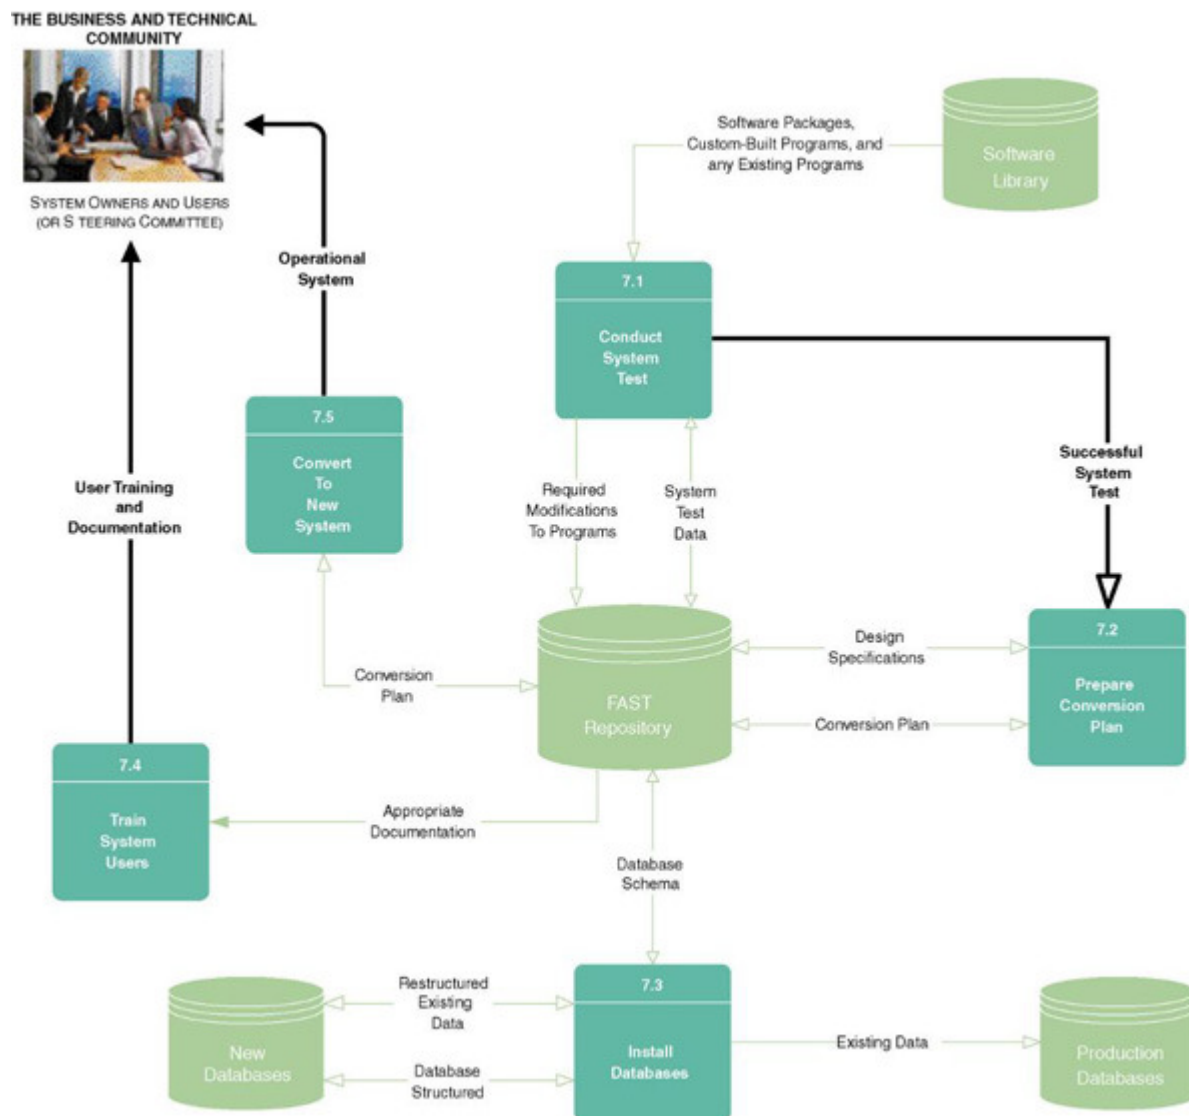 THE BUSINESS AND TECHNICAL
COMMUNITY
SYSTEM OWNERS AND USERS
(OR S TEERING COMMITTEE)
Software Packages,
Custom-Built Programs, and
any Existing Programs
Software
Library
Operational
System
7.1
Conduct
System
Test
7.5
Convert
To
New
System
User Training
and
Documentation
Required
Modifications
To Programs
System
Test
Data
Successful
System
Test
7.2
Prepare
Conversion
Plan
Design
Specifications
Conversion Plan
Conversion
Plan
FAST
Repository
7.4
Train
System
Users
Appropriate
Documentation
Database
Schema
7.3
Install
Databases
Restructured
Existing
Data
Database
Structured
New
Databases
Existing Data
Production
Databases